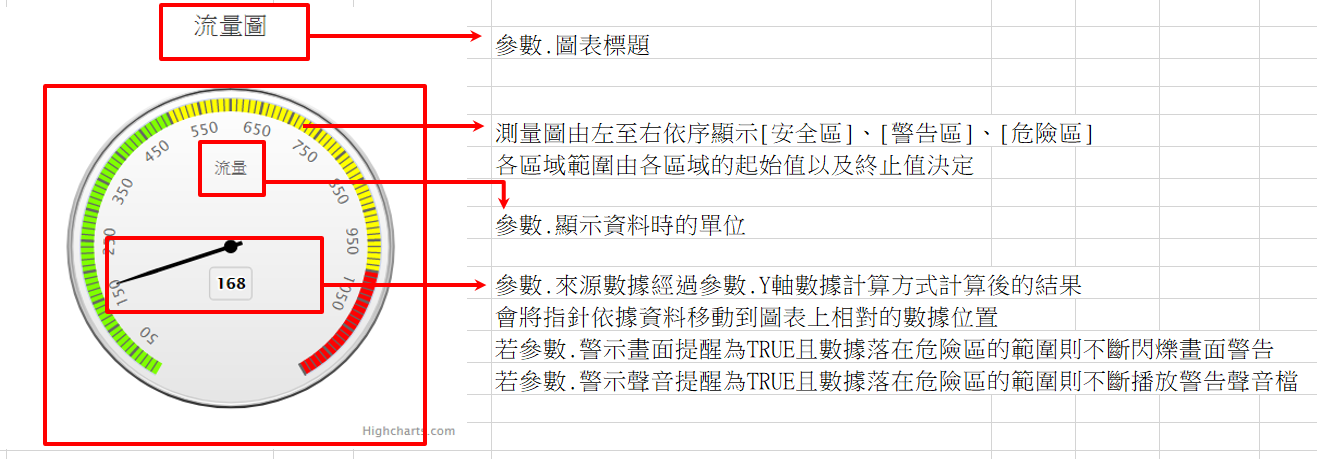 流量圖
參數.圖表標題
550
650
450
750
測量圖由左至右依序顯示[安全區]、[警告區]、[危險區]
各區域範圍由各區域的起始值以及終止值決定
流量
350
850
參數.顯示資料時的單位
250
950
168
150
1050
參數.來源數據經過參數.Y軸數據計算方式計算後的結果
會將指針依據資料移動到圖表上相對的數據位置
50
若參數.警示畫面提醒為TRUE且數據落在危險區的範圍則不斷閃爍畫面警告
若參數.警示聲音提醒為TRUE且數據落在危險區的範圍則不斷播放警告聲音檔
Highcharts.com